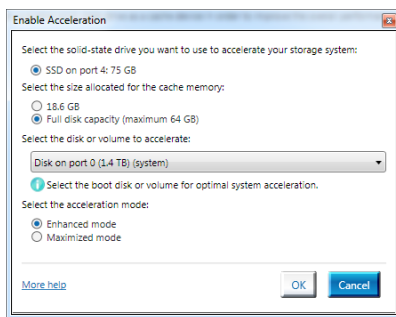 Enable Acceleration
Select the solid-state drive you want to use to accelerate your storage system:
SSD on port 4: 75 GB
Select the size allocated for the cache memory:
18.6 GB
Full disk capacity (maximum 64 GB)
Select the disk or volume to accelerate:
Disk on port 0 (1.4 TB) (system)
Select the boot disk or volume for optimal system acceleration.
Select the acceleration mode:
Enhanced mode
Maximized mode
More help
OK
Cancel